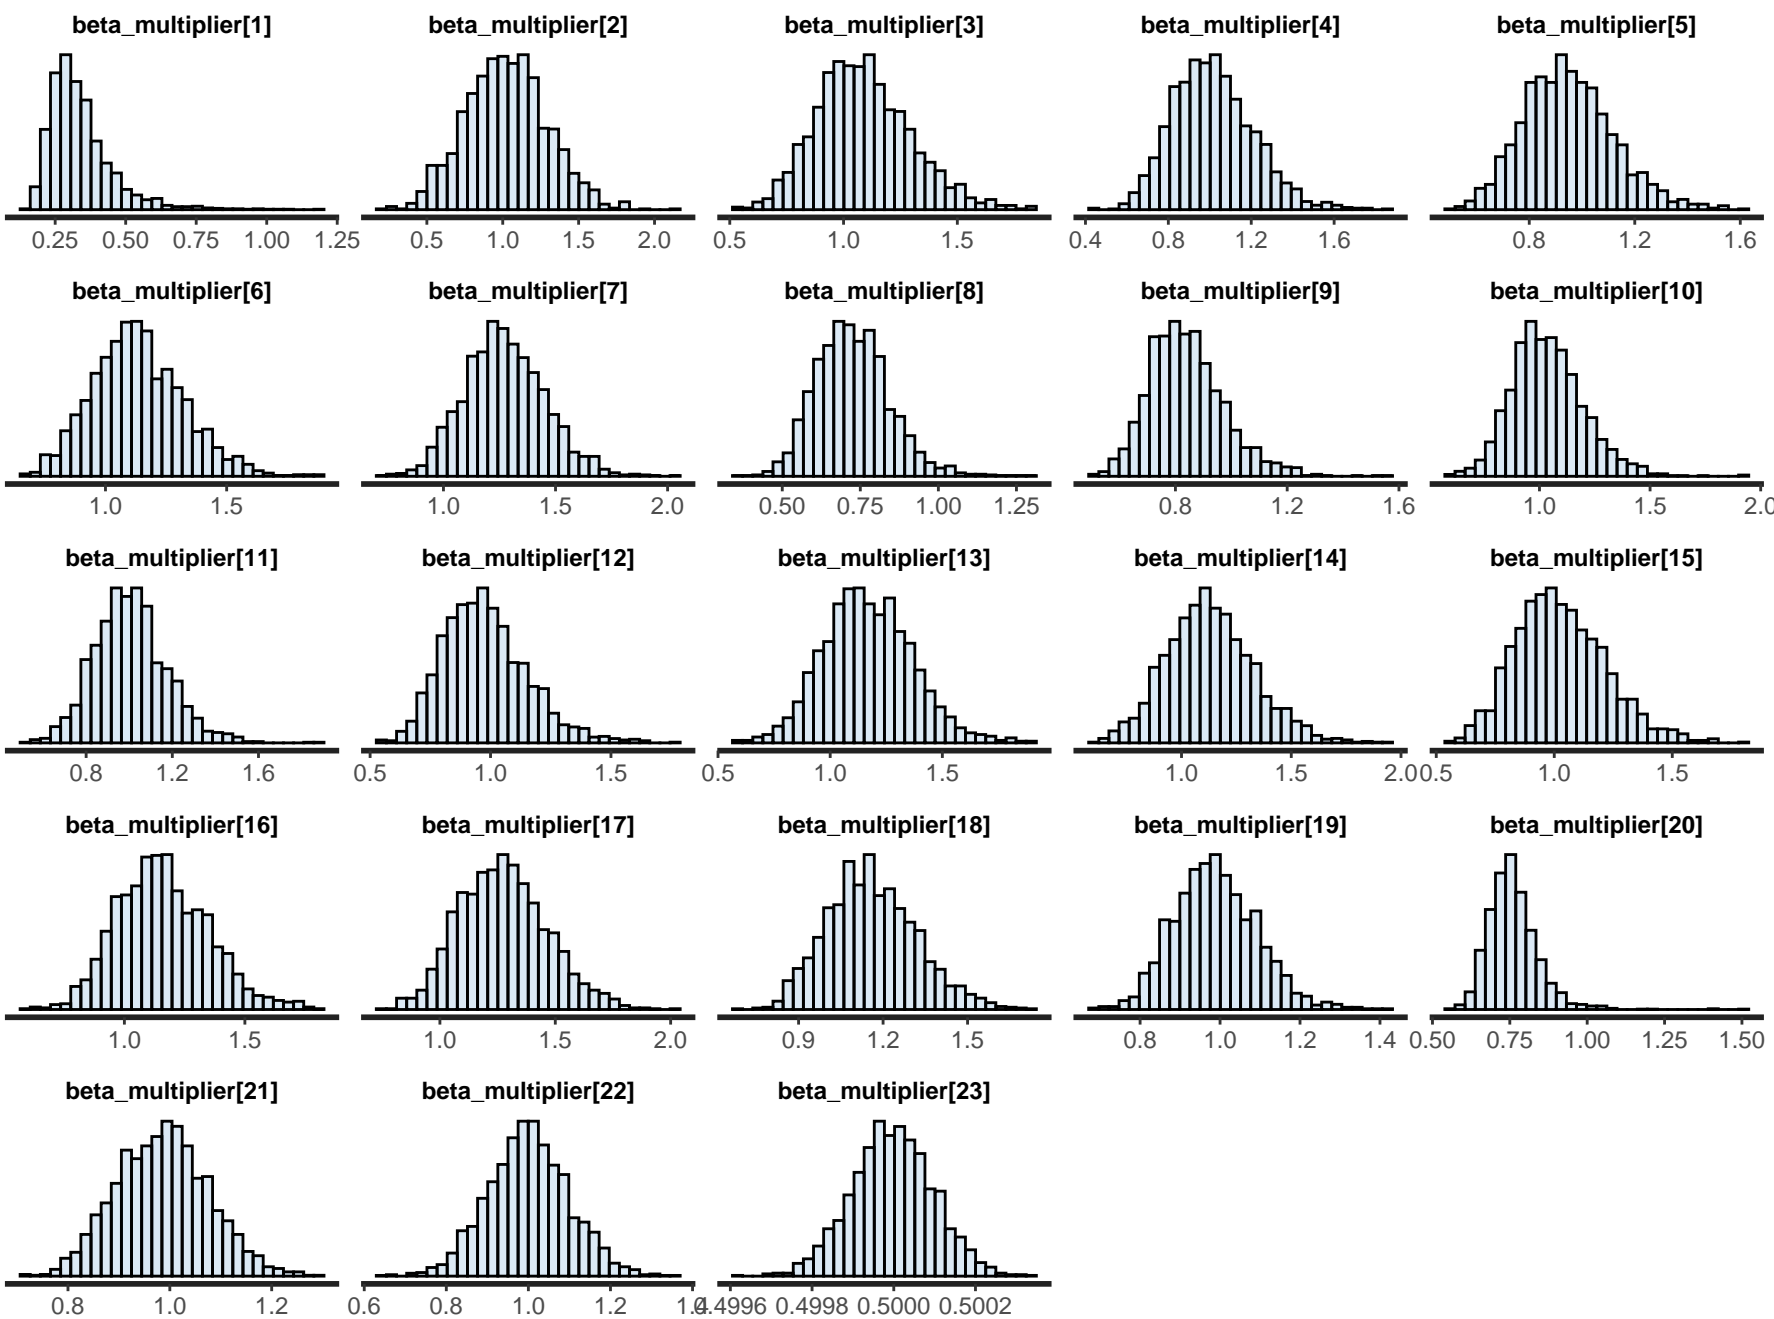 beta_multiplier[1] beta_multiplier[2] beta_multiplier[3] beta_multiplier[4] beta_multiplier[5]
0.25 0.50 0.75 1.00 1.25 0.5 1.0 1.5 2.0 0.5 1.0 1.5 0.4 0.8 1.2 1.6 0.8 1.2 1.6
beta_multiplier[6] beta_multiplier[7] beta_multiplier[8] beta_multiplier[9] beta_multiplier[10]
1.0 1.5 1.0 1.5 2.0 0.50 0.75 1.00 1.25 0.8 1.2 1.6 1.0 1.5 2.0
beta_multiplier[11] beta_multiplier[12] beta_multiplier[13] beta_multiplier[14] beta_multiplier[15]
0.8 1.2 1.6 0.5 1.0 1.5 0.5 1.0 1.5 1.0 1.5 2.0 0.5 1.0 1.5
beta_multiplier[16] beta_multiplier[17] beta_multiplier[18] beta_multiplier[19] beta_multiplier[20]
1.0 1.5 1.0 1.5 2.0 0.9 1.2 1.5 0.8 1.0 1.2 1.4 0.50 0.75 1.00 1.25 1.50
beta_multiplier[21] beta_multiplier[22] beta_multiplier[23]
0.8 1.0 1.2 0.6 0.8 1.0 1.2 1.4 0.4996 0.4998 0.5000 0.5002